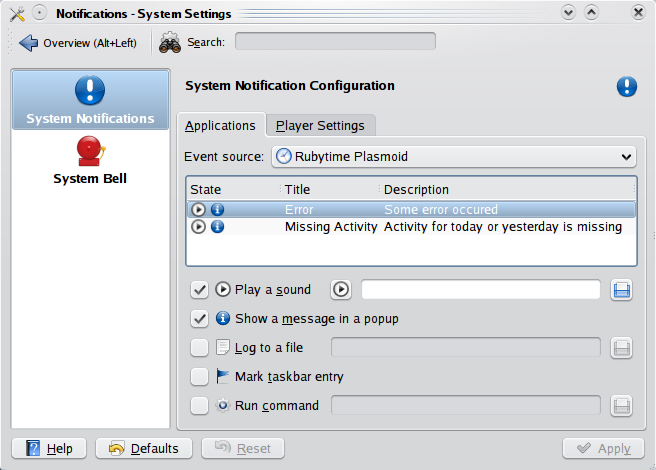 Notifications - System Settings
Overview (Alt+Left) Search:
System Notifications
System Bell
System Notification Configuration
Applications Player Settings
Event source: Rubytime Plasmoid
State Title Description
Error Some error occured
Missing Activity Activity for today or yesterday is missing
Play a sound
Show a message in a popup
Log to a file
Mark taskbar entry
Run command
Help Defaults Reset Apply